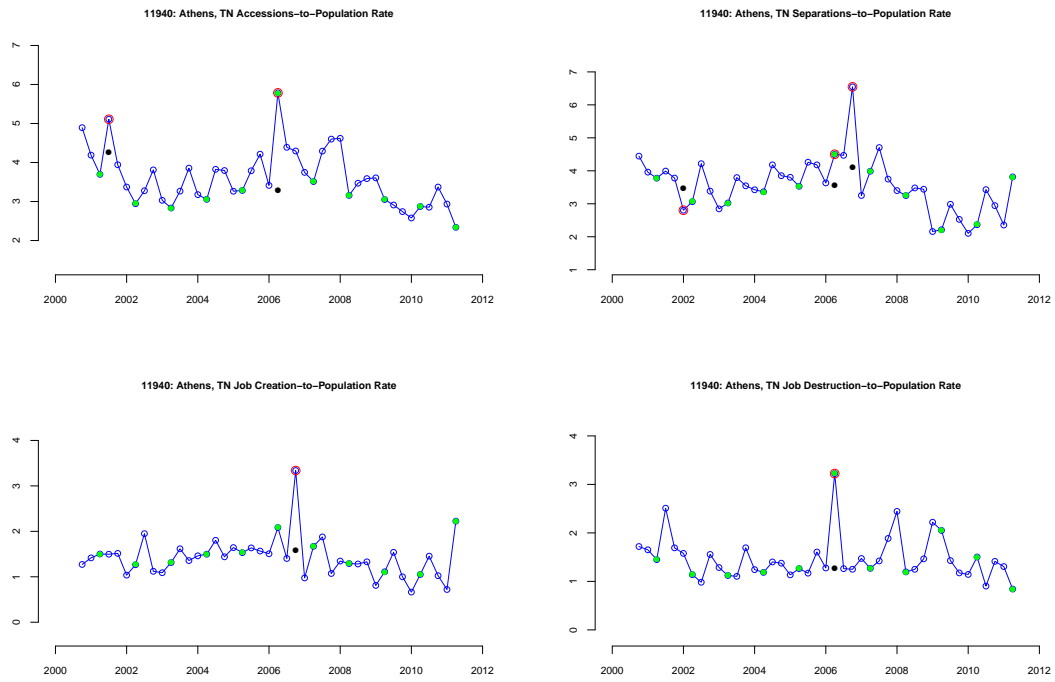 11940: Athens, TN Accessions−to−Population Rate
7
6
5
4
3
2
2000 2002 2004 2006 2008 2010 2012
11940: Athens, TN Separations−to−Population Rate
7
6
5
4
3
2
1
2000 2002 2004 2006 2008 2010 2012
11940: Athens, TN Job Creation−to−Population Rate
4
3
2
1
0
2000 2002 2004 2006 2008 2010 2012
11940: Athens, TN Job Destruction−to−Population Rate
4
3
2
1
0
2000 2002 2004 2006 2008 2010 2012